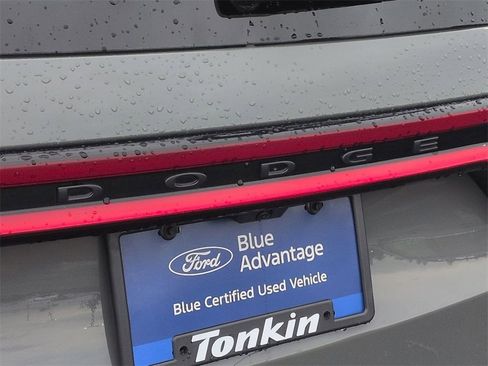 DODGE
Ford
Blue
Advantage
Blue Certified Used Vehicle
Tonkin